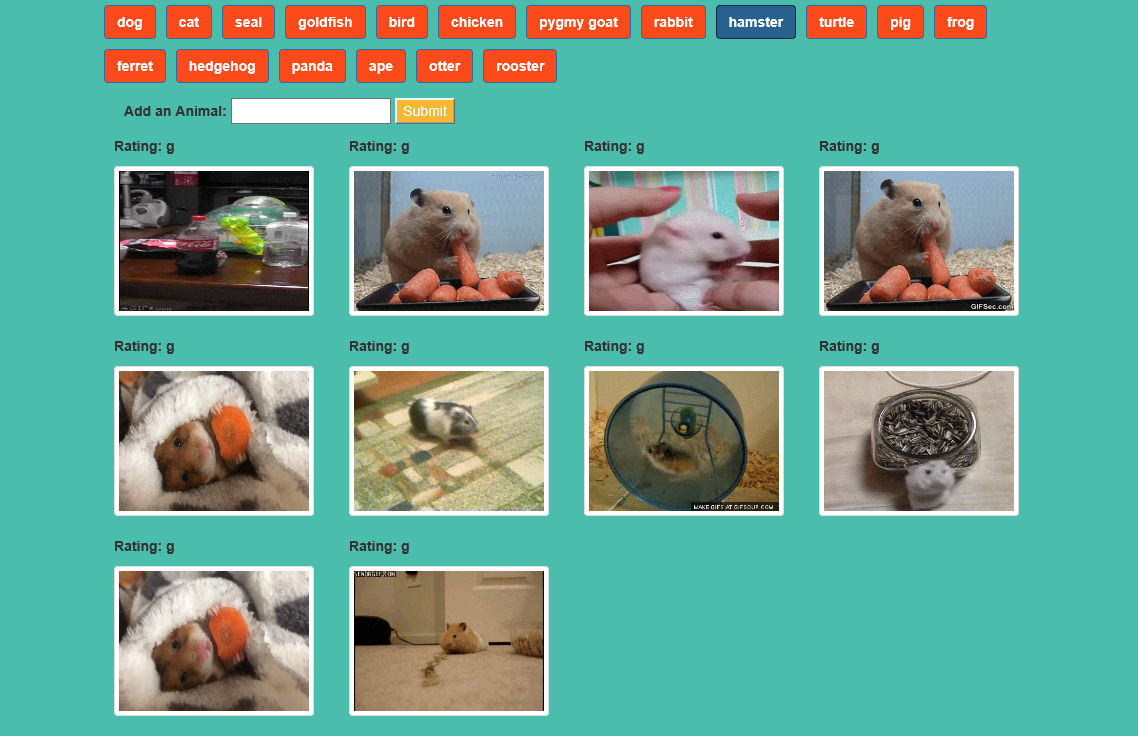 dog cat seal goldfish bird chicken pygmy goat rabbit hamster turtle pig frog
ferret hedgehog panda ape otter rooster
Add an Animal: Submit
Rating: g Rating: g Rating: g Rating: g
GIFSec.com
Rating: g Rating: g Rating: g Rating: g
MAKE GIFS AT GIFSOUP.COM
Rating: g Rating: g